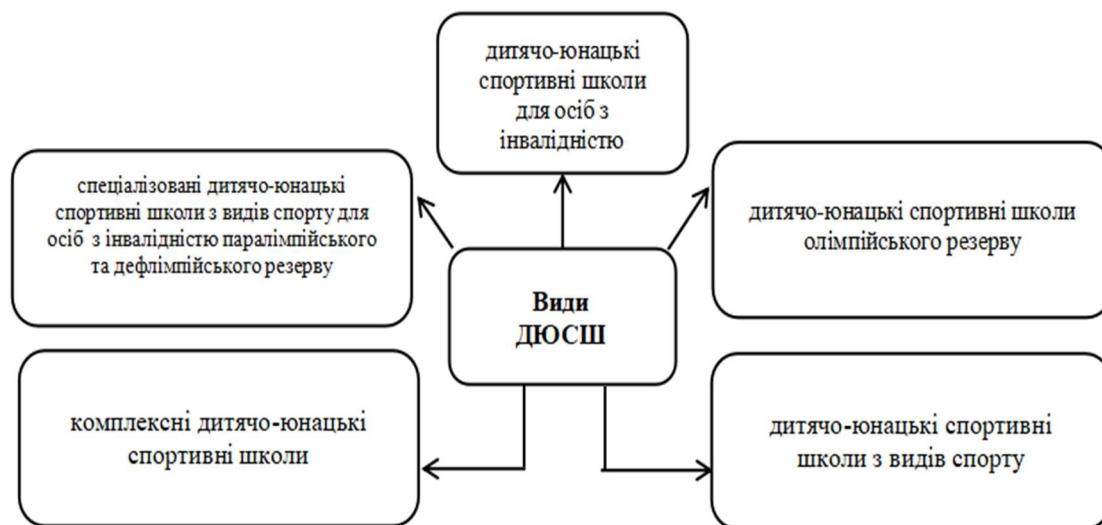 дитячо-юнацькі
спортивні школи
для осіб з
інвалідністю
спеціалізовані дитячо-юнацькі
спортивні школи з видів спорту для
осіб з інвалідністю паралімпійського
та дефлімпійського резерву
дитячо-юнацькі спортивні школи
олімпійського резерву
Види
ДЮСШ
комплексні дитячо-юнацькі
спортивні школи
дитячо-юнацькі спортивні
школи з видів спорту